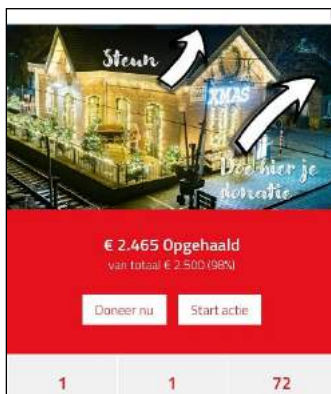 Steun
XMAS
Doe hier je
donatie
€ 2.465 Opgehaald
van totaal € 2.500 (98%)
Doneer nu
Start actie
1
1
72